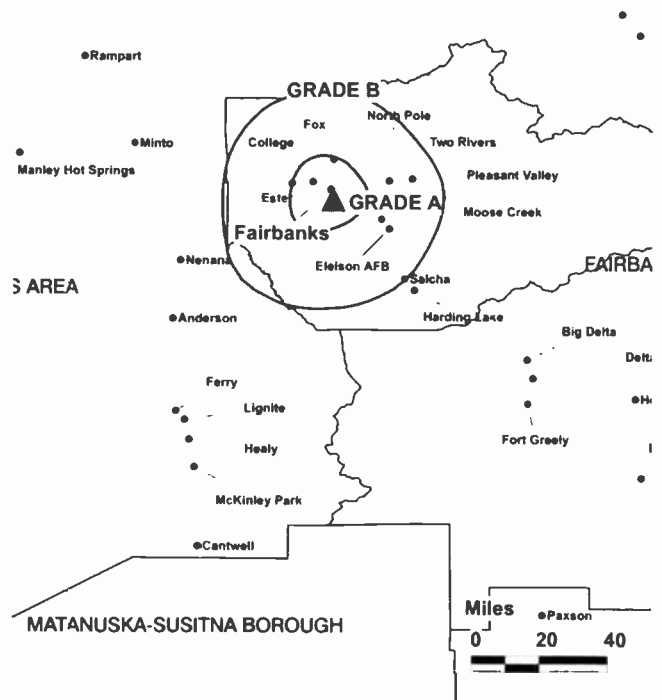 Rampart
GRADE B
North Pole
Fox
Minto
College
Two Rivers
Manley Hot Springs
Pleasant Valley
Este
GRADE A
Moose Creek
Fairbanks
Nenana
Eielson AFB
FAIRBA
Salcha
S AREA
Anderson
Harding Lake
Big Delta
Delta
Ferry
Lignite
Fort Greely
Healy
McKinley Park
Cantwell
Miles
Paxson
MATANUSKA-SUSITNA BOROUGH
0 20 40